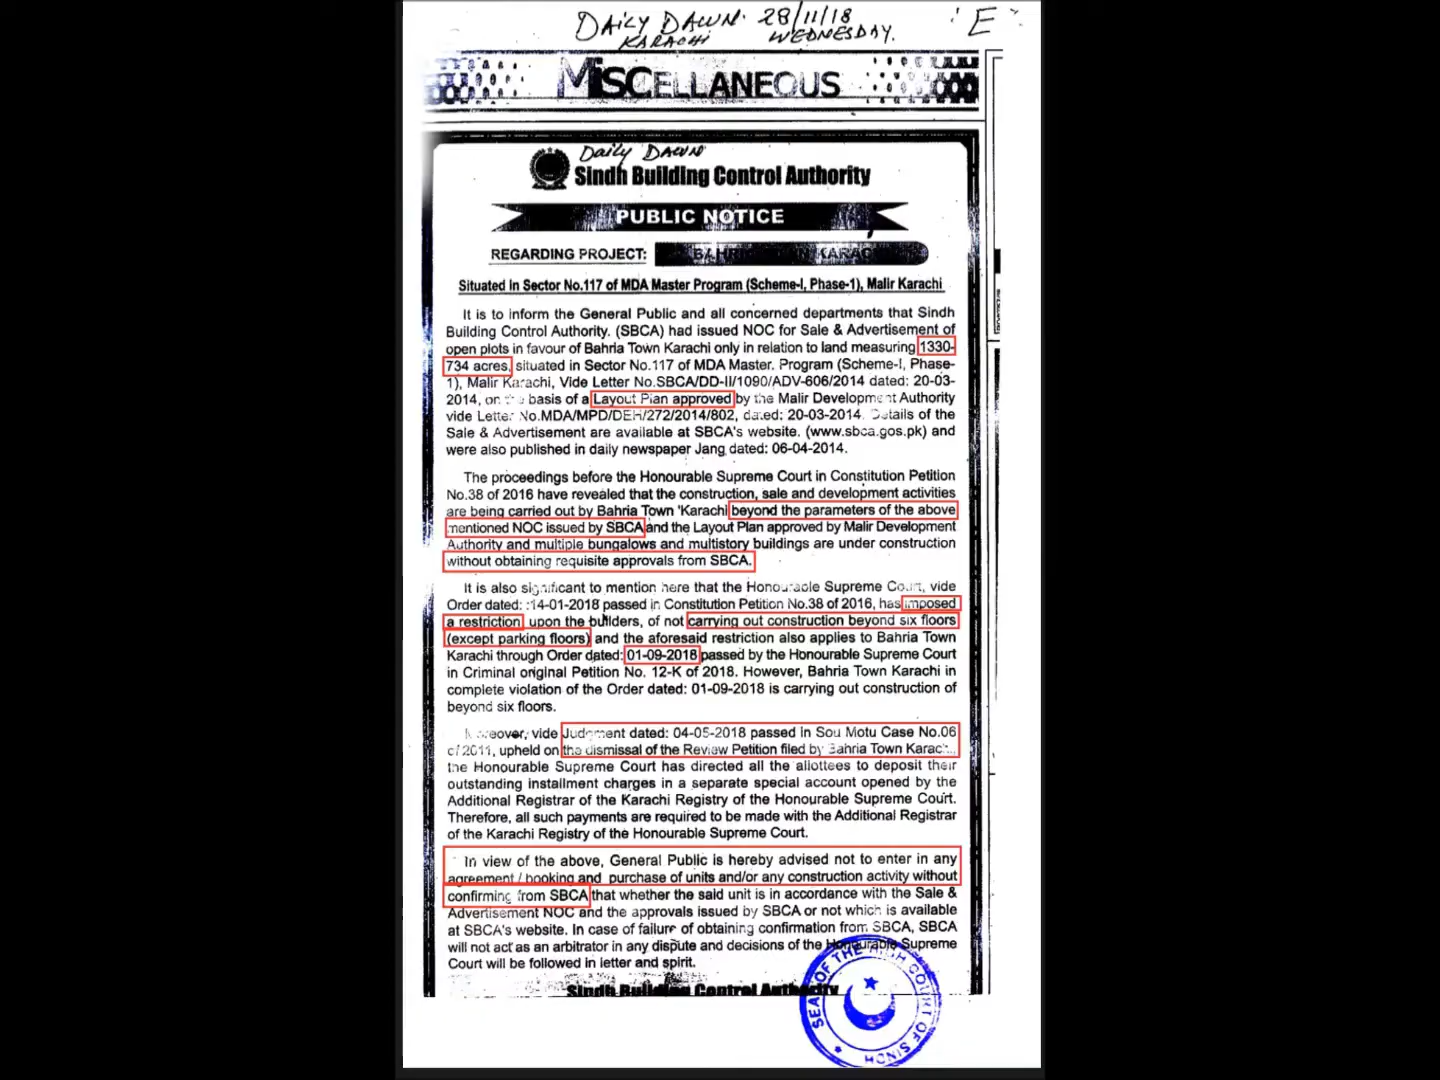 DAILY DAWN. 28/11/18 'E'
KARACHI WEDNESDAY.
MISCELLANEOUS
Daily DAWN
Sindh Building Control Authority
PUBLIC NOTICE
REGARDING PROJECT: BAHRIA TOWN KARACHI
Situated in Sector No.117 of MDA Master Program (Scheme-I, Phase-1), Malir Karachi
It is to inform the General Public and all concerned departments that Sindh
Building Control Authority. (SBCA) had issued NOC for Sale & Advertisement of
open plots in favour of Bahria Town Karachi only in relation to land measuring 1330-
734 acres, situated in Sector No.117 of MDA Master. Program (Scheme-I, Phase-
1), Malir Karachi, Vide Letter No.SBCA/DD-II/1090/ADV-606/2014 dated: 20-03-
2014, on the basis of a Layout Plan approved by the Malir Development Authority
vide Letter No.MDA/MPD/DEH/272/2014/802, dated: 20-03-2014. Details of the
Sale & Advertisement are available at SBCA's website. (www.sbca.gos.pk) and
were also published in daily newspaper Jang dated: 06-04-2014.
The proceedings before the Honourable Supreme Court in Constitution Petition
No.38 of 2016 have revealed that the construction, sale and development activities
are being carried out by Bahria Town 'Karachi beyond the parameters of the above
mentioned NOC issued by SBCA and the Layout Plan approved by Malir Development
Authority and multiple bungalows and multistory buildings are under construction
without obtaining requisite approvals from SBCA.
It is also significant to mention here that the Honourable Supreme Court, vide
Order dated: :14-01-2018 passed in Constitution Petition No.38 of 2016, has imposed
a restriction upon the builders, of not carrying out construction beyond six floors
(except parking floors) and the aforesaid restriction also applies to Bahria Town
Karachi through Order dated: 01-09-2018 passed by the Honourable Supreme Court
in Criminal original Petition No. 12-K of 2018. However, Bahria Town Karachi in
complete violation of the Order dated: 01-09-2018 is carrying out construction of
beyond six floors.
Moreover, vide Judgment dated: 04-05-2018 passed in Sou Motu Case No.06
of 2011, upheld on the dismissal of the Review Petition filed by Bahria Town Karachi,
the Honourable Supreme Court has directed all the allottees to deposit their
outstanding installment charges in a separate special account opened by the
Additional Registrar of the Karachi Registry of the Honourable Supreme Court.
Therefore, all such payments are required to be made with the Additional Registrar
of the Karachi Registry of the Honourable Supreme Court.
In view of the above, General Public is hereby advised not to enter in any
agreement / booking and purchase of units and/or any construction activity without
confirming from SBCA that whether the said unit is in accordance with the Sale &
Advertisement NOC and the approvals issued by SBCA or not which is available
at SBCA's website. In case of failure of obtaining confirmation from SBCA, SBCA
will not act as an arbitrator in any dispute and decisions of the Honourable Supreme
Court will be followed in letter and spirit.
Sindh Building Control Authority
SEAL OF THE HIGH COURT OF SINDH